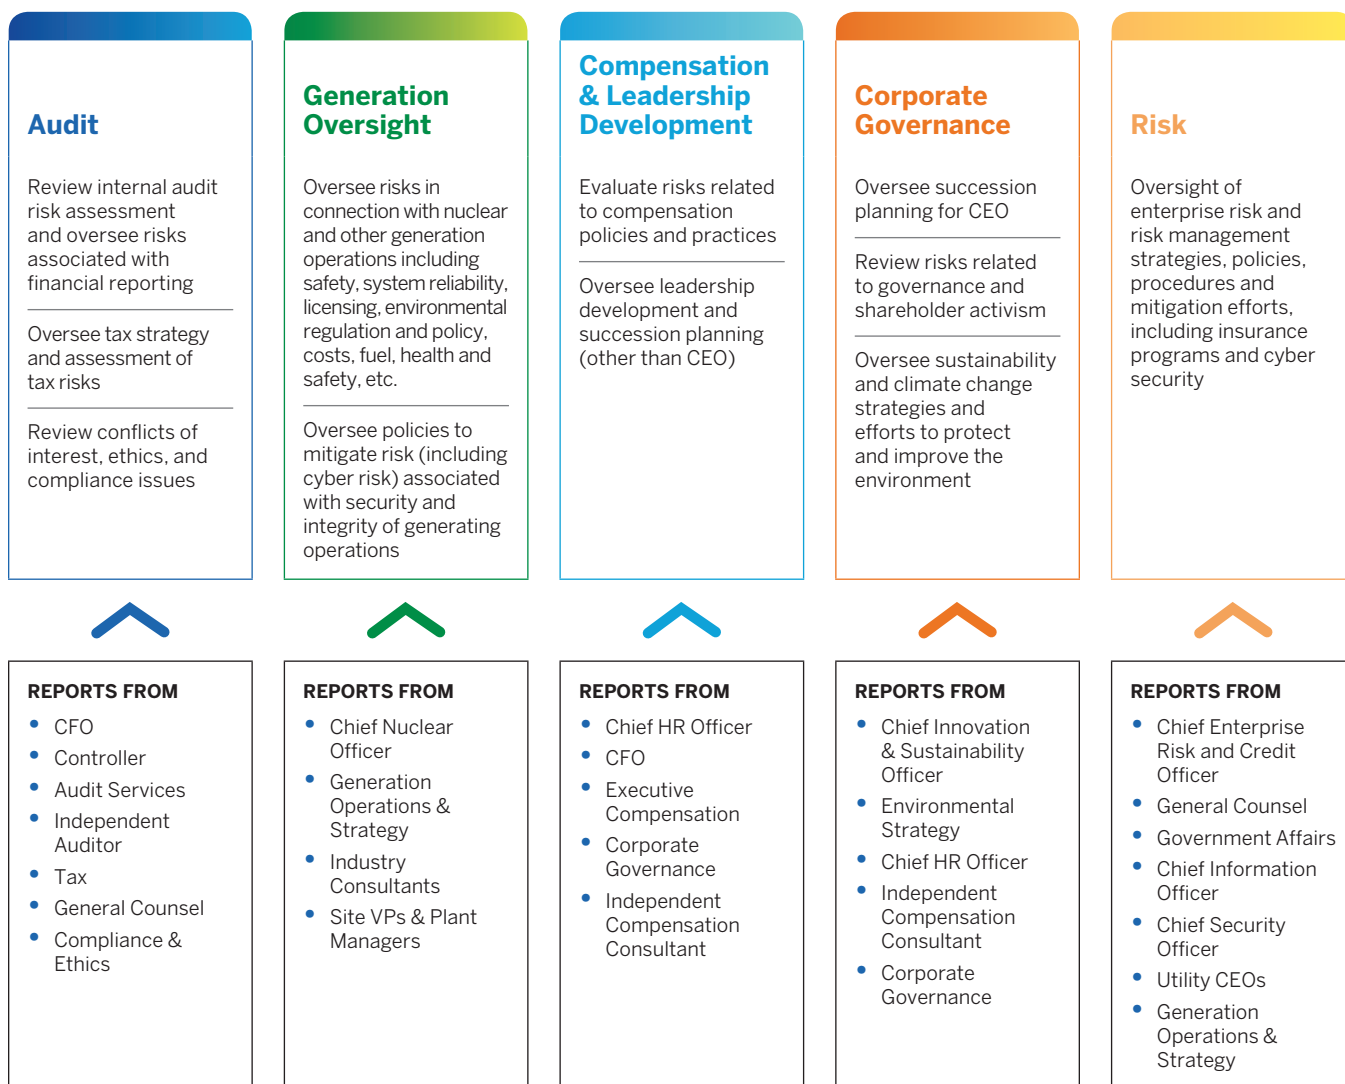 Audit
Review internal audit
risk assessment
and oversee risks
associated with
financial reporting
Oversee tax strategy
and assessment of
tax risks
Review conflicts of
interest, ethics, and
compliance issues
Generation
Oversight
Oversee risks in
connection with nuclear
and other generation
operations including
safety, system reliability,
licensing, environmental
regulation and policy,
costs, fuel, health and
safety, etc.
Oversee policies to
mitigate risk (including
cyber risk) associated
with security and
integrity of generating
operations
Compensation
& Leadership
Development
Evaluate risks related
to compensation
policies and practices
Oversee leadership
development and
succession planning
(other than CEO)
Corporate
Governance
Oversee succession
planning for CEO
Review risks related
to governance and
shareholder activism
Oversee sustainability
and climate change
strategies and
efforts to protect
and improve the
environment
Risk
Oversight of
enterprise risk and
risk management
strategies, policies,
procedures and
mitigation efforts,
including insurance
programs and cyber
security
REPORTS FROM
• CFO
• Controller
• Audit Services
• Independent
Auditor
• Tax
• General Counsel
• Compliance &
Ethics
REPORTS FROM
• Chief Nuclear
Officer
• Generation
Operations &
Strategy
• Industry
Consultants
• Site VPs & Plant
Managers
REPORTS FROM
• Chief HR Officer
• CFO
• Executive
Compensation
• Corporate
Governance
• Independent
Compensation
Consultant
REPORTS FROM
• Chief Innovation
& Sustainability
Officer
• Environmental
Strategy
• Chief HR Officer
• Independent
Compensation
Consultant
• Corporate
Governance
REPORTS FROM
• Chief Enterprise
Risk and Credit
Officer
• General Counsel
• Government Affairs
• Chief Information
Officer
• Chief Security
Officer
• Utility CEOs
• Generation
Operations &
Strategy